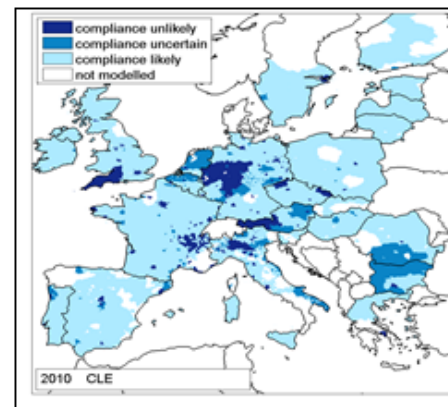 compliance unlikely
compliance uncertain
compliance likely
not modelled
2010 CLE